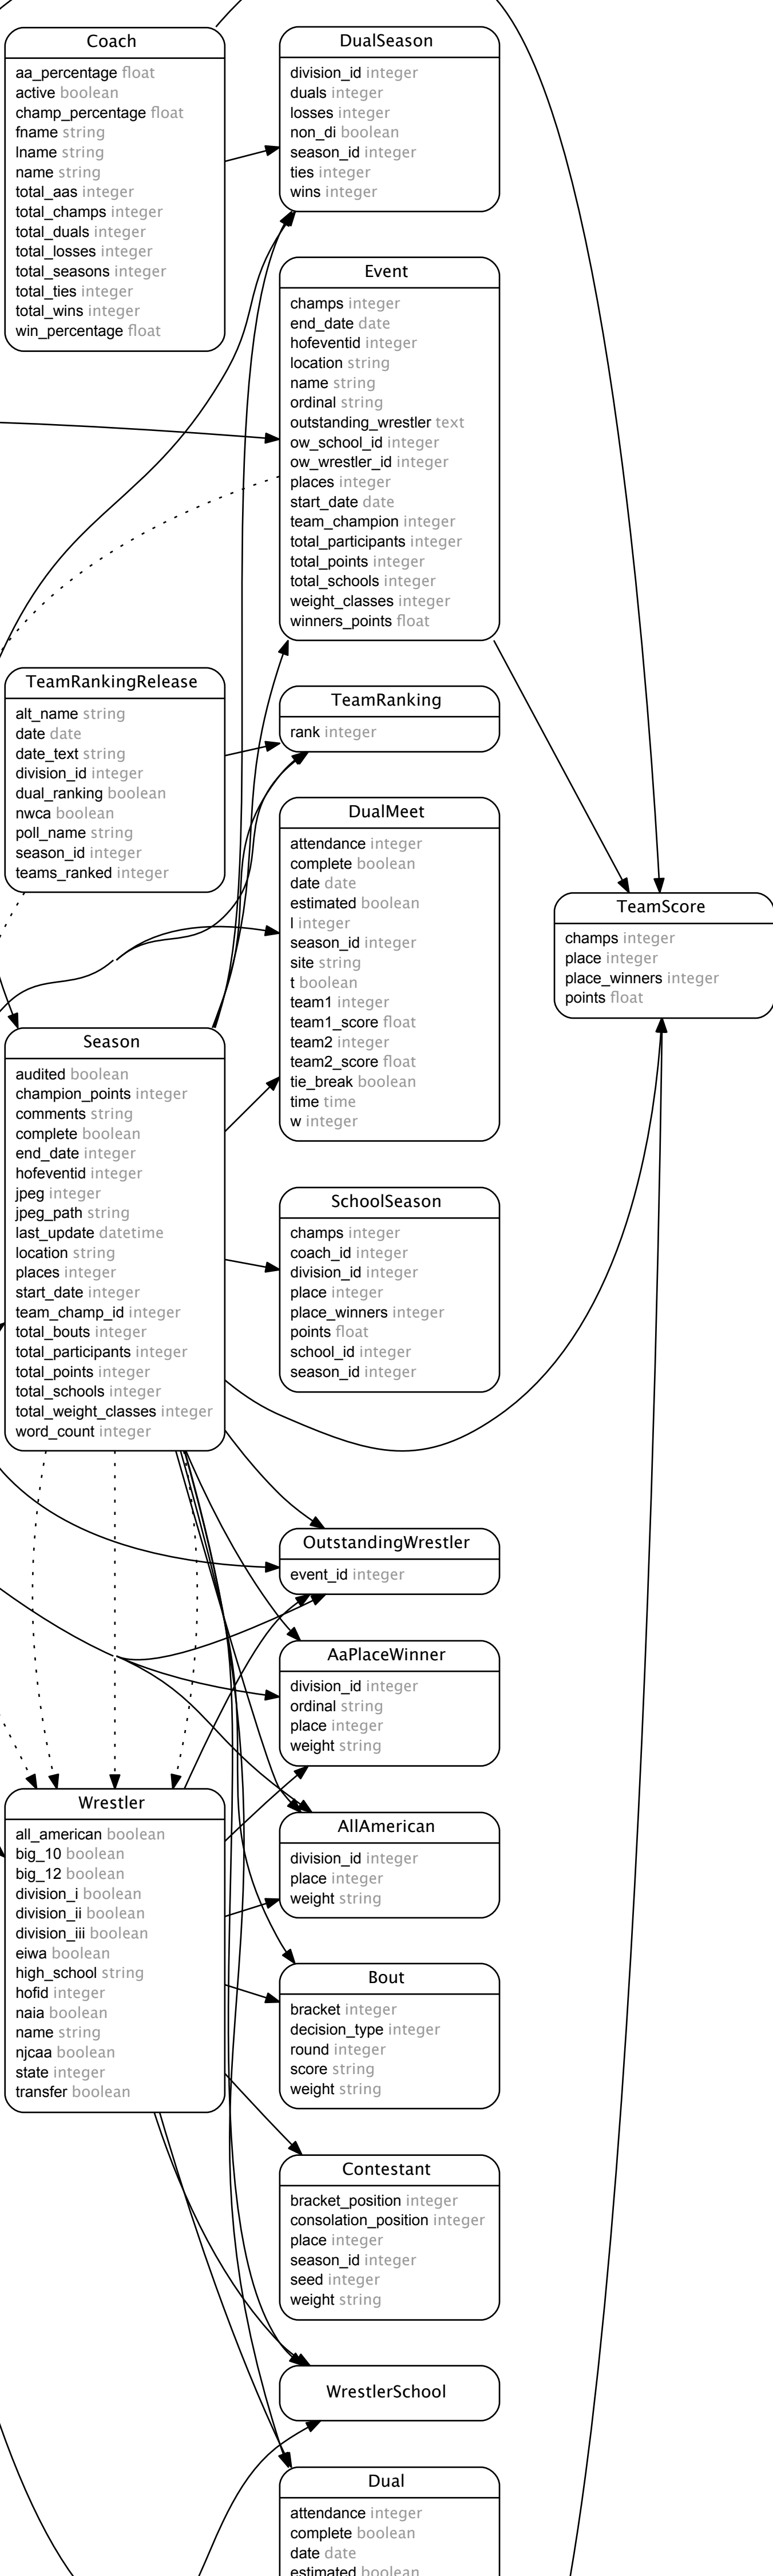 Coach
aa_percentage float
active boolean
champ_percentage float
fname string
lname string
name string
total_aas integer
total_champs integer
total_duals integer
total_losses integer
total_seasons integer
total_ties integer
total_wins integer
win_percentage float
DualSeason
division_id integer
duals integer
losses integer
non_di boolean
season_id integer
ties integer
wins integer
Event
champs integer
end_date date
hofeventid integer
location string
name string
ordinal string
outstanding_wrestler text
ow_school_id integer
ow_wrestler_id integer
places integer
start_date date
team_champion integer
total_participants integer
total_points integer
total_schools integer
weight_classes integer
winners_points float
TeamRankingRelease
alt_name string
date date
date_text string
division_id integer
dual_ranking boolean
nwca boolean
poll_name string
season_id integer
teams_ranked integer
TeamRanking
rank integer
DualMeet
attendance integer
complete boolean
date date
estimated boolean
l integer
season_id integer
site string
t boolean
team1 integer
team1_score float
team2 integer
team2_score float
tie_break boolean
time time
w integer
TeamScore
champs integer
place integer
place_winners integer
points float
Season
audited boolean
champion_points integer
comments string
complete boolean
end_date integer
hofeventid integer
jpeg integer
jpeg_path string
last_update datetime
location string
places integer
start_date integer
team_champ_id integer
total_bouts integer
total_participants integer
total_points integer
total_schools integer
total_weight_classes integer
word_count integer
SchoolSeason
champs integer
coach_id integer
division_id integer
place integer
place_winners integer
points float
school_id integer
season_id integer
OutstandingWrestler
event_id integer
AaPlaceWinner
division_id integer
ordinal string
place integer
weight string
Wrestler
all_american boolean
big_10 boolean
big_12 boolean
division_i boolean
division_ii boolean
division_iii boolean
eiwa boolean
high_school string
hofid integer
naia boolean
name string
njcaa boolean
state integer
transfer boolean
AllAmerican
division_id integer
place integer
weight string
Bout
bracket integer
decision_type integer
round integer
score string
weight string
Contestant
bracket_position integer
consolation_position integer
place integer
season_id integer
seed integer
weight string
WrestlerSchool
Dual
attendance integer
complete boolean
date date
estimated boolean